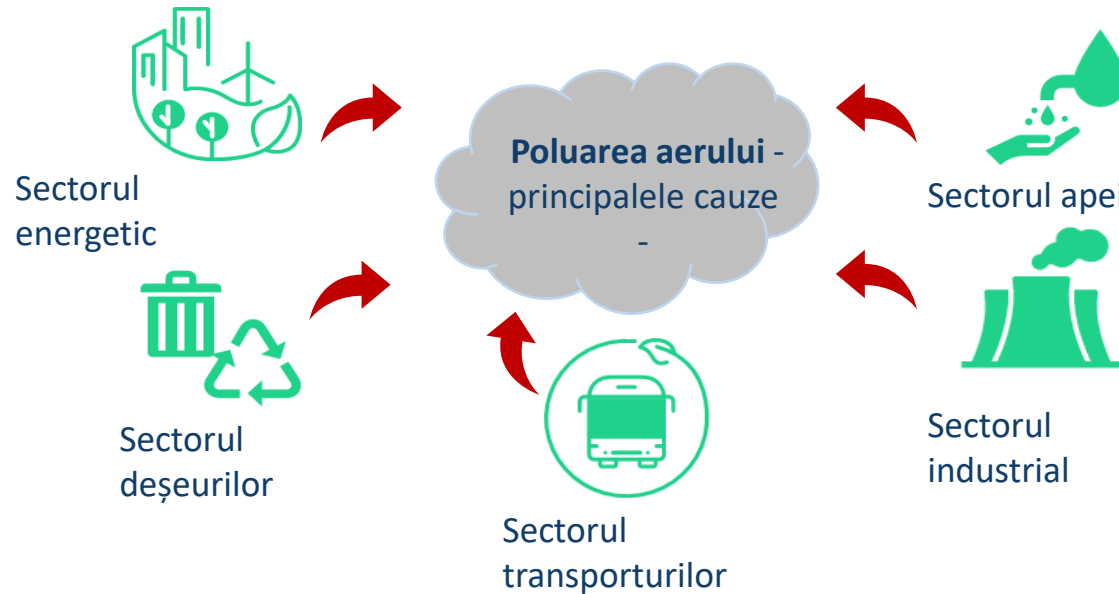 Poluarea aerului -
principalele cauze
-
Sectorul
energetic
Sectorul apei
Sectorul
deșeurilor
Sectorul
industrial
Sectorul
transporturilor